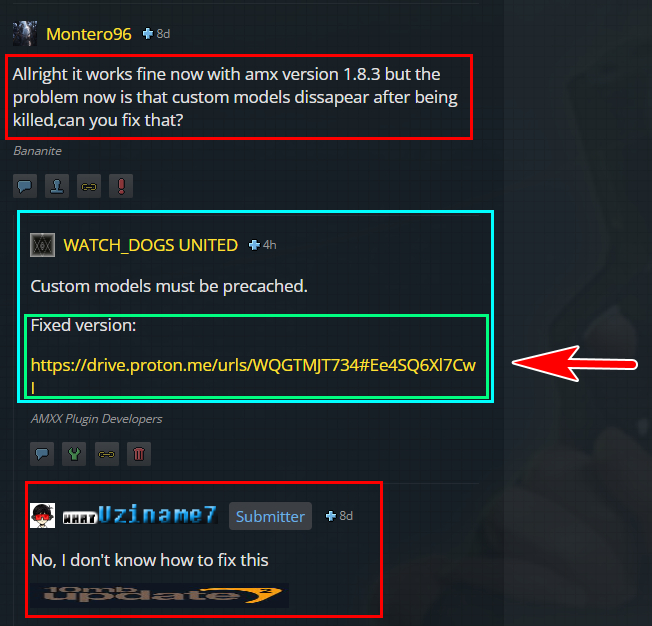 Montero96 8d
Allright it works fine now with amx version 1.8.3 but the
problem now is that custom models dissapear after being
killed,can you fix that?
Bananite
WATCH_DOGS UNITED 4h
Custom models must be precached.
Fixed version:
https://drive.proton.me/urls/WQGTMJT734#Ee4SQ6Xl7Cw
l
AMXX Plugin Developers
WHAT Uziname7 Submitter 8d
No, I don't know how to fix this
10mb
update 2